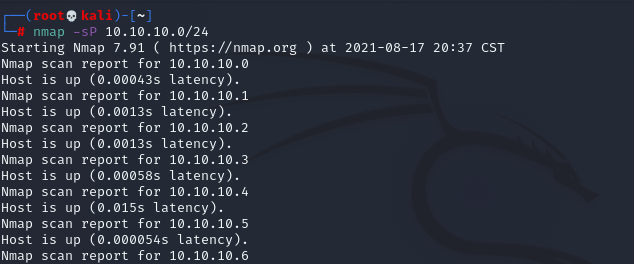 ┌──(root💀kali)-[~]
└─# nmap -sP 10.10.10.0/24
Starting Nmap 7.91 ( https://nmap.org ) at 2021-08-17 20:37 CST
Nmap scan report for 10.10.10.0
Host is up (0.00043s latency).
Nmap scan report for 10.10.10.1
Host is up (0.0013s latency).
Nmap scan report for 10.10.10.2
Host is up (0.0013s latency).
Nmap scan report for 10.10.10.3
Host is up (0.00058s latency).
Nmap scan report for 10.10.10.4
Host is up (0.015s latency).
Nmap scan report for 10.10.10.5
Host is up (0.000054s latency).
Nmap scan report for 10.10.10.6